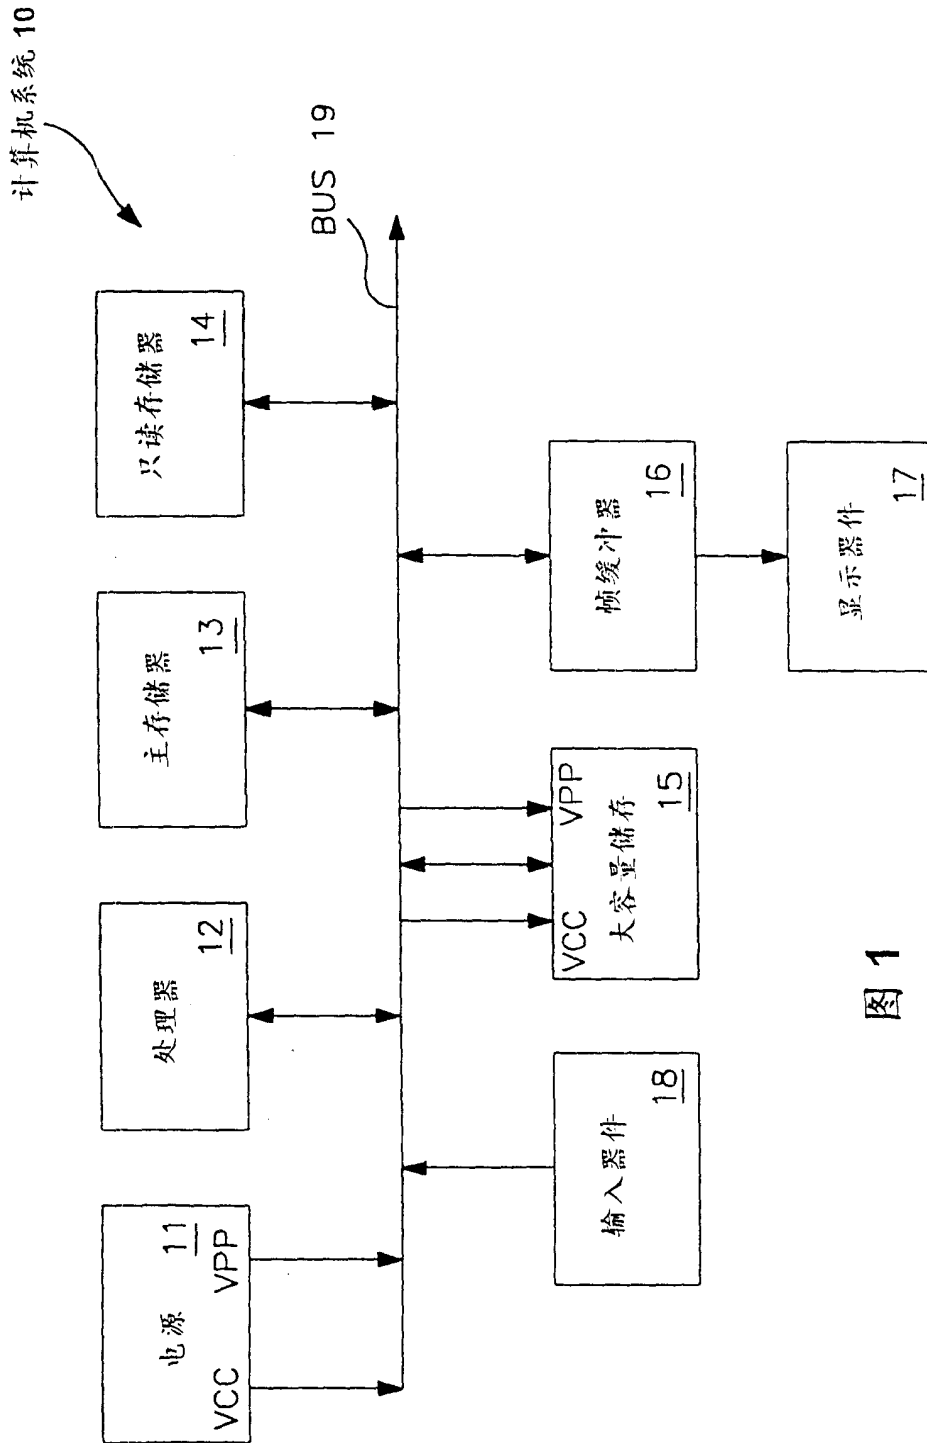 计算机系统 10
BUS 19
电源
11
VCC
VPP
处理器
12
主存储器
13
只读存储器
14
输入器件
18
VCC
VPP
大容量储存
15
帧缓冲器
16
显示器件
17
图 1